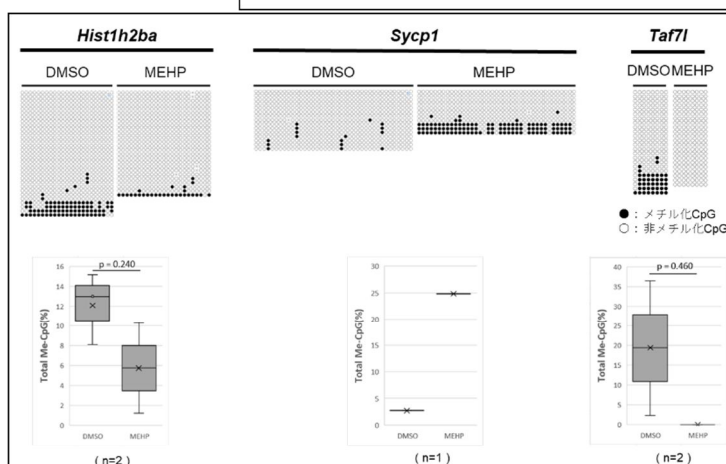 Hist1h2ba
Sycp1
Taf7l
DMSO
MEHP
DMSO
MEHP
DMSO
MEHP
●：メチル化CpG
○：非メチル化CpG
p = 0.240
16
14
12
10
8
6
4
2
0
Total Me-CpG(%)
DMSO
MEHP
( n=2 )
30
25
20
15
10
5
0
Total Me-CpG(%)
DMSO
MEHP
( n=1 )
p = 0.460
40
35
30
25
20
15
10
5
0
Total Me-CpG(%)
DMSO
MEHP
( n=2 )